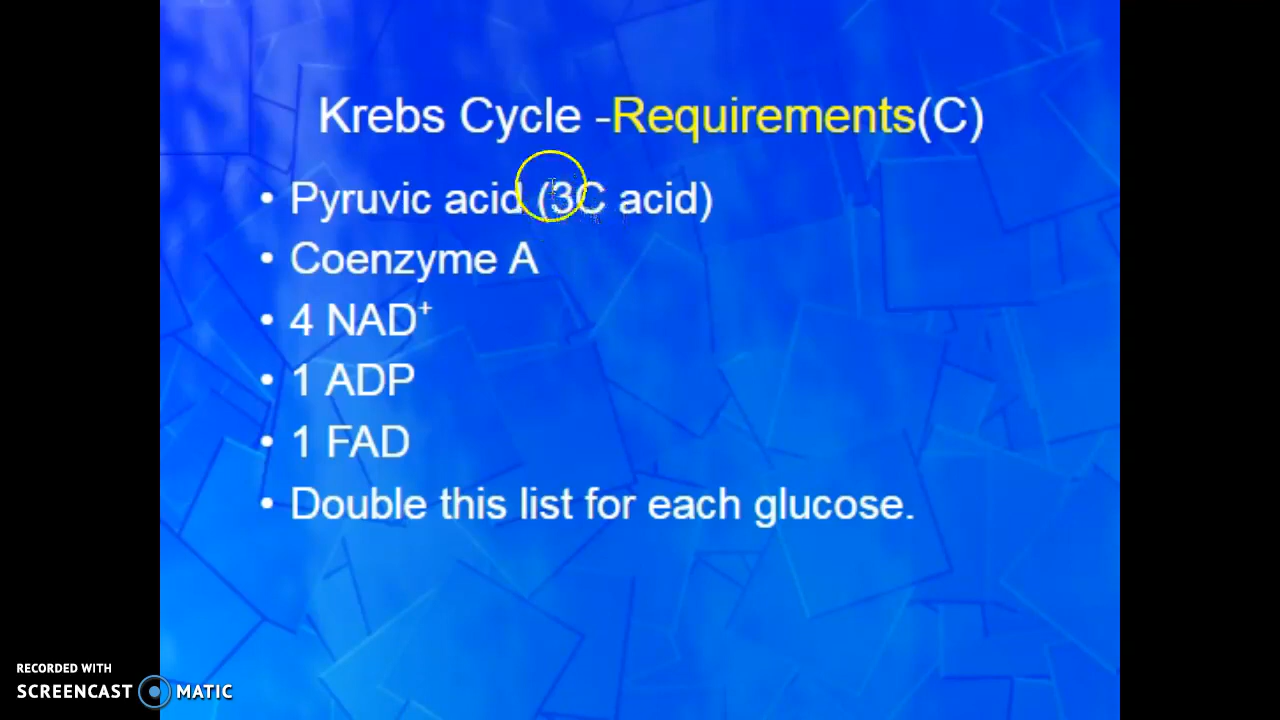 Krebs Cycle -Requirements(C)
• Pyruvic acid (3C acid)
• Coenzyme A
• 4 NAD⁺
• 1 ADP
• 1 FAD
• Double this list for each glucose.
RECORDED WITH
SCREENCAST MATIC